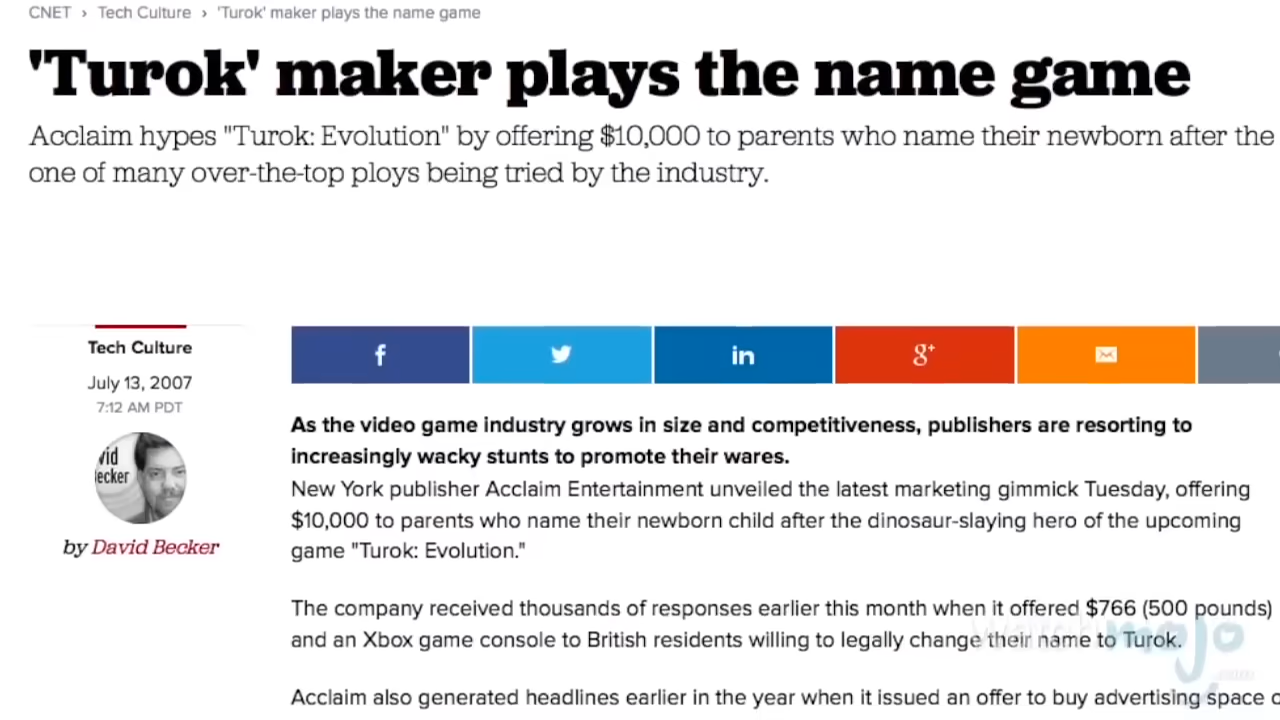 CNET › Tech Culture › 'Turok' maker plays the name game
'Turok' maker plays the name game
Acclaim hypes "Turok: Evolution" by offering $10,000 to parents who name their newborn after the
one of many over-the-top ploys being tried by the industry.
Tech Culture
July 13, 2007
7:12 AM PDT
vid
ecker
by David Becker
f
in
g+
As the video game industry grows in size and competitiveness, publishers are resorting to
increasingly wacky stunts to promote their wares.
New York publisher Acclaim Entertainment unveiled the latest marketing gimmick Tuesday, offering
$10,000 to parents who name their newborn child after the dinosaur-slaying hero of the upcoming
game "Turok: Evolution."
The company received thousands of responses earlier this month when it offered $766 (500 pounds)
and an Xbox game console to British residents willing to legally change their name to Turok.
Acclaim also generated headlines earlier in the year when it issued an offer to buy advertising space
watchmojo
.com